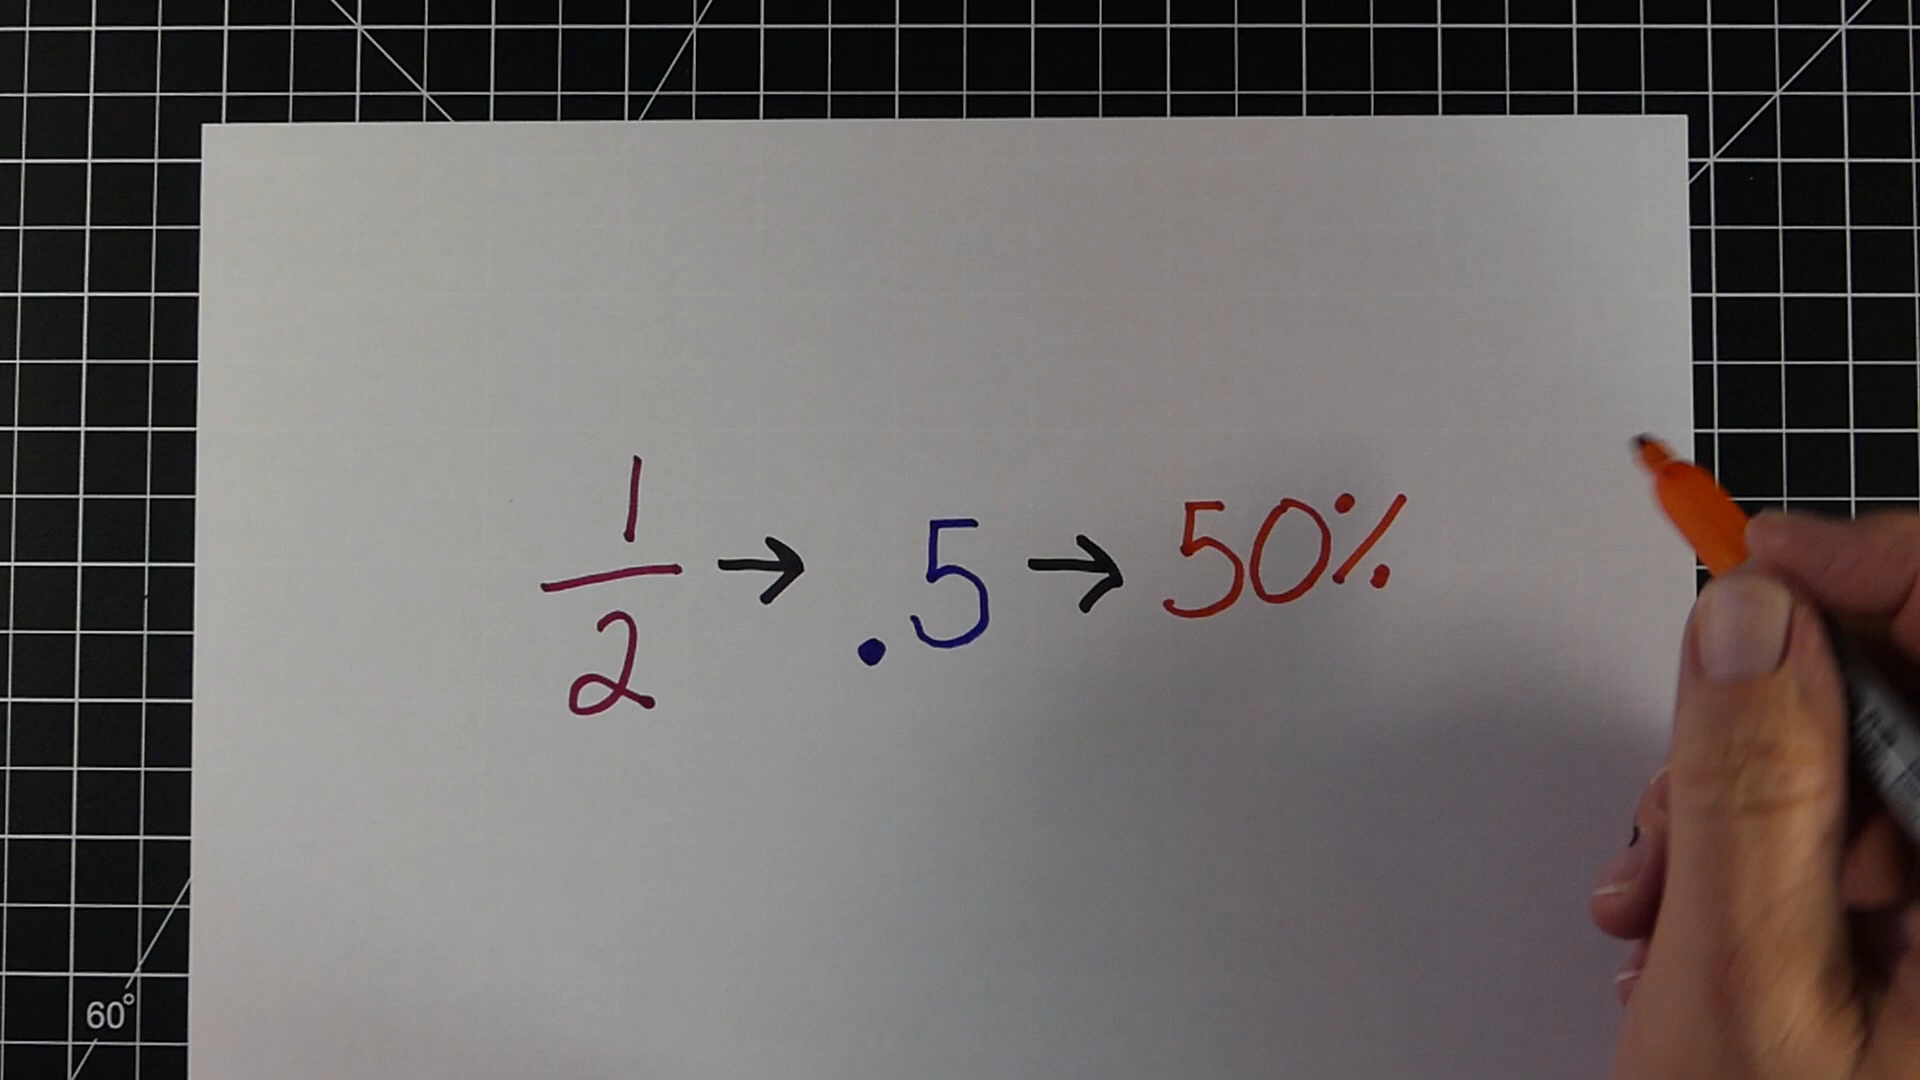 1/2 → .5 → 50%
60°